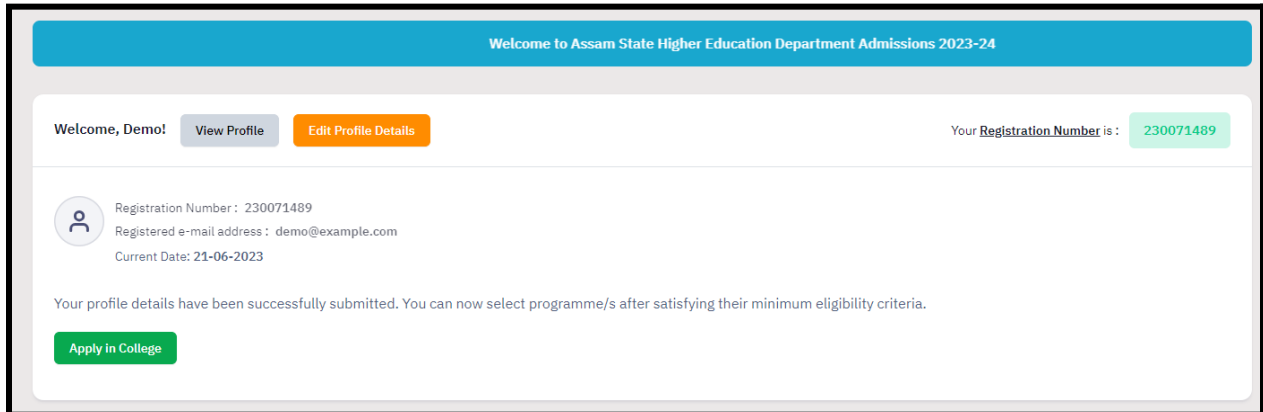 Welcome to Assam State Higher Education Department Admissions 2023-24
Welcome, Demo! View Profile Edit Profile Details Your Registration Number is : 230071489
Registration Number : 230071489
Registered e-mail address : demo@example.com
Current Date: 21-06-2023
Your profile details have been successfully submitted. You can now select programme/s after satisfying their minimum eligibility criteria.
Apply in College